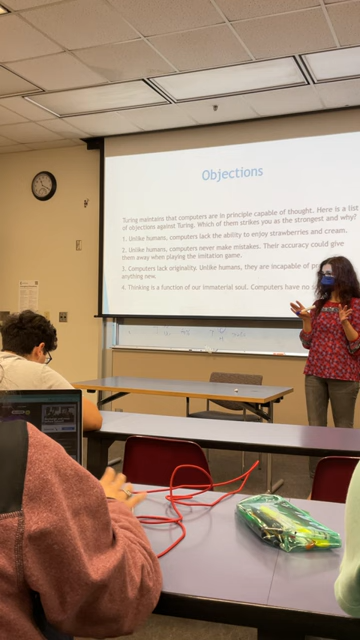 Objections
Turing maintains that computers are in principle capable of thought. Here is a list
of objections against Turing. Which of them strikes you as the strongest and why?
1. Unlike humans, computers lack the ability to enjoy strawberries and cream.
2. Unlike humans, computers never make mistakes. Their accuracy could give
them away when playing the imitation game.
3. Computers lack originality. Unlike humans, they are incapable of
anything new.
4. Thinking is a function of our immaterial soul. Computers have no